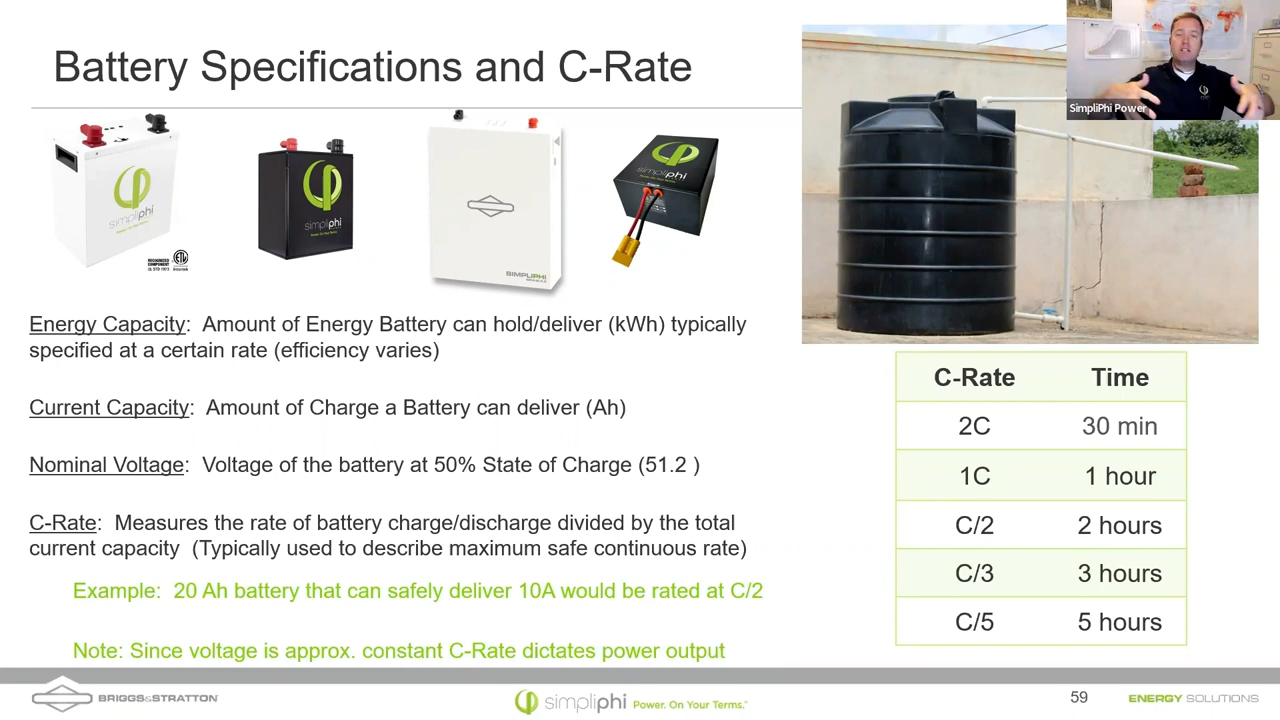 Battery Specifications and C-Rate
SimpliPhi Power
simpliphi
RECOGNIZED
COMPONENT
Intertek
simpliphi
simpliphi
SIMPLIPHI
Energy Capacity:  Amount of Energy Battery can hold/deliver (kWh) typically
specified at a certain rate (efficiency varies)
Current Capacity:  Amount of Charge a Battery can deliver (Ah)
Nominal Voltage:  Voltage of the battery at 50% State of Charge (51.2 )
C-Rate:  Measures the rate of battery charge/discharge divided by the total
current capacity  (Typically used to describe maximum safe continuous rate)
Example:  20 Ah battery that can safely deliver 10A would be rated at C/2
Note: Since voltage is approx. constant C-Rate dictates power output
C-Rate Time
2C 30 min
1C 1 hour
C/2 2 hours
C/3 3 hours
C/5 5 hours
BRIGGS&STRATTON
simpliphi Power. On Your Terms.
59
ENERGY SOLUTIONS